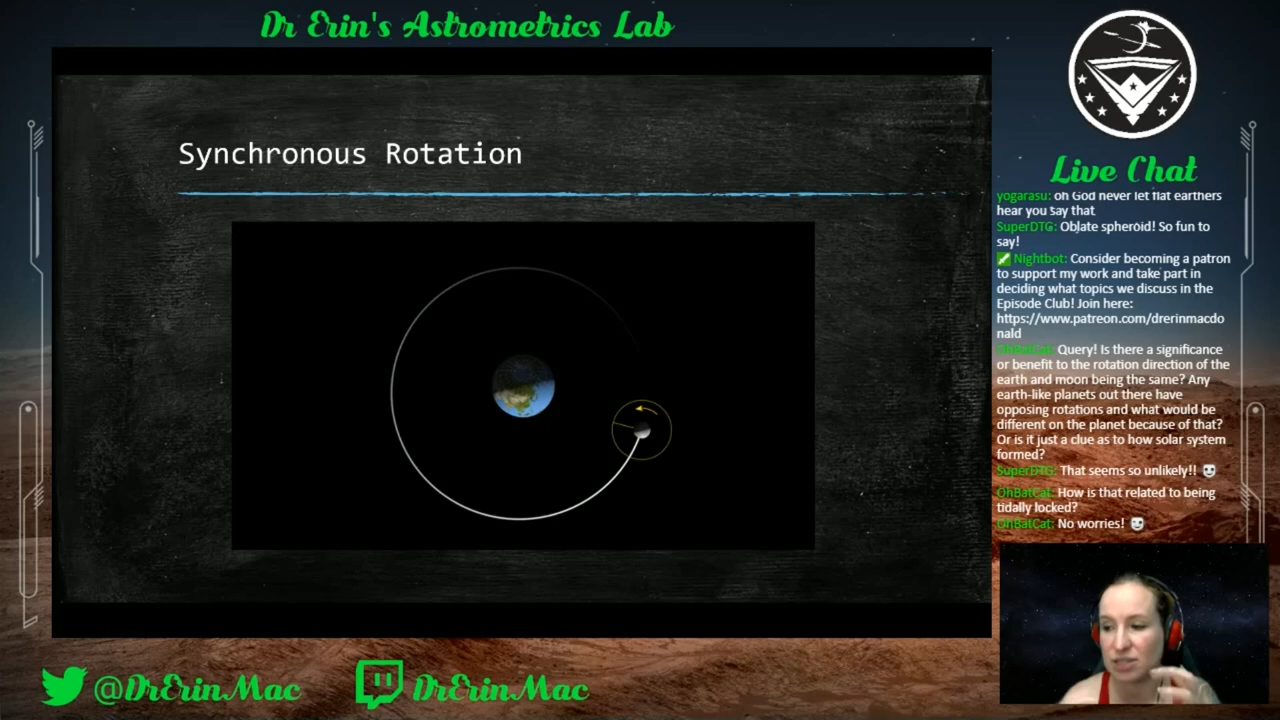 Dr Erin's Astrometrics Lab
Synchronous Rotation
Live Chat
yogarasu: oh God never let flat earthers
hear you say that
SuperDTG: Oblate spheroid! So fun to
say!
Nightbot: Consider becoming a patron
to support my work and take part in
deciding what topics we discuss in the
Episode Club! Join here:
https://www.patreon.com/drerinmacdo
nald
OhBatCat: Query! Is there a significance
or benefit to the rotation direction of the
earth and moon being the same? Any
earth-like planets out there have
opposing rotations and what would be
different on the planet because of that?
Or is it just a clue as to how solar system
formed?
SuperDTG: That seems so unlikely!!
OhBatCat: How is that related to being
tidally locked?
OhBatCat: No worries!
@DrErinMac
DrErinMac